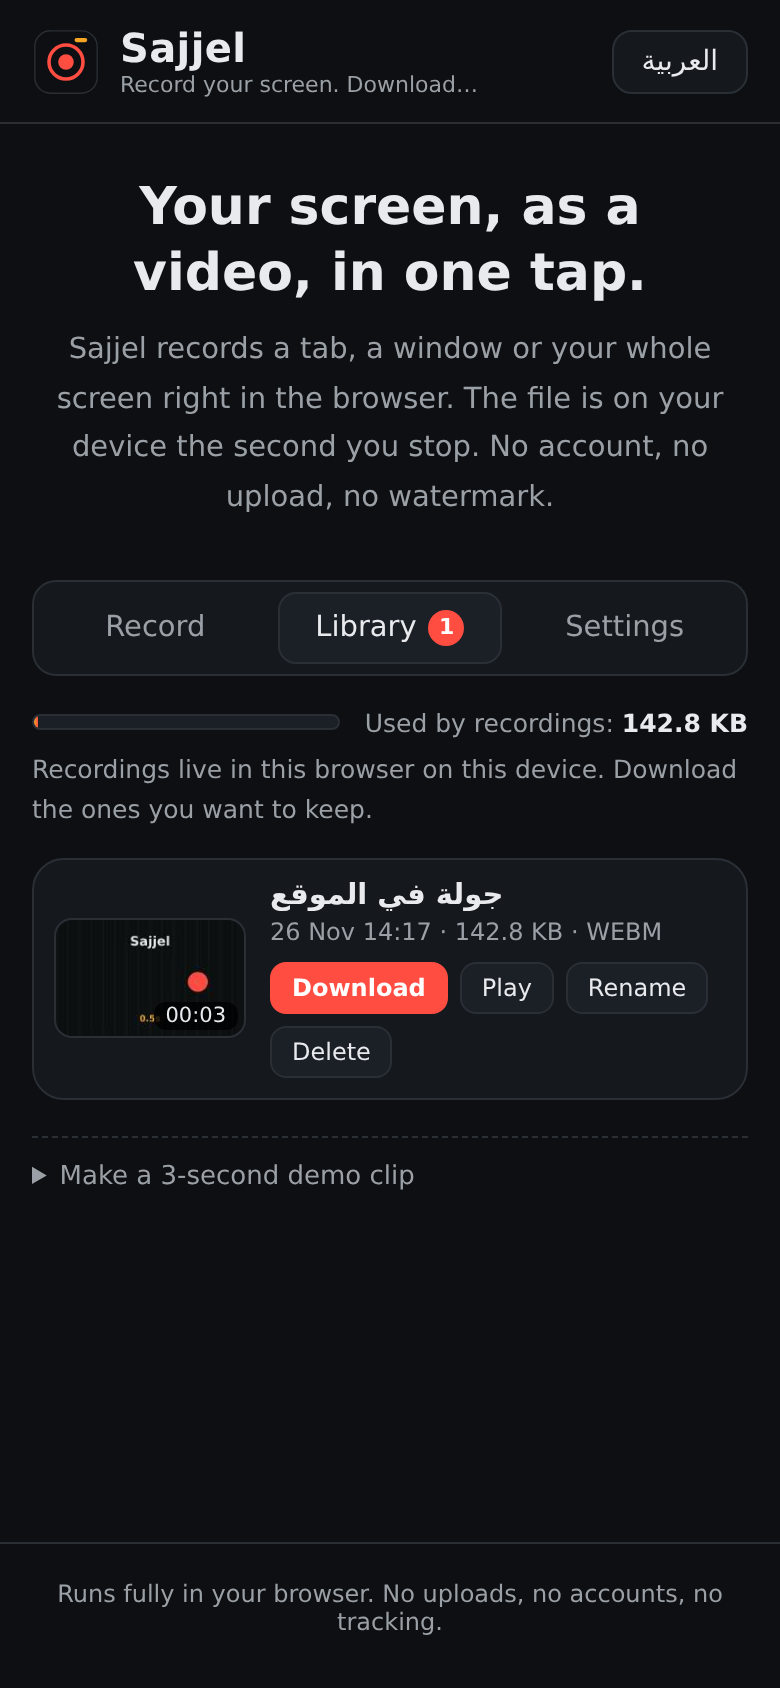 Sajjel
Record your screen. Download…
العربية
Your screen, as a
video, in one tap.
Sajjel records a tab, a window or your whole
screen right in the browser. The file is on your
device the second you stop. No account, no
upload, no watermark.
Record
Library 1
Settings
Used by recordings: 142.8 KB
Recordings live in this browser on this device. Download
the ones you want to keep.
Sajjel
0.5
00:03
جولة في الموقع
26 Nov 14:17 · 142.8 KB · WEBM
Download
Play
Rename
Delete
Make a 3-second demo clip
Runs fully in your browser. No uploads, no accounts, no
tracking.